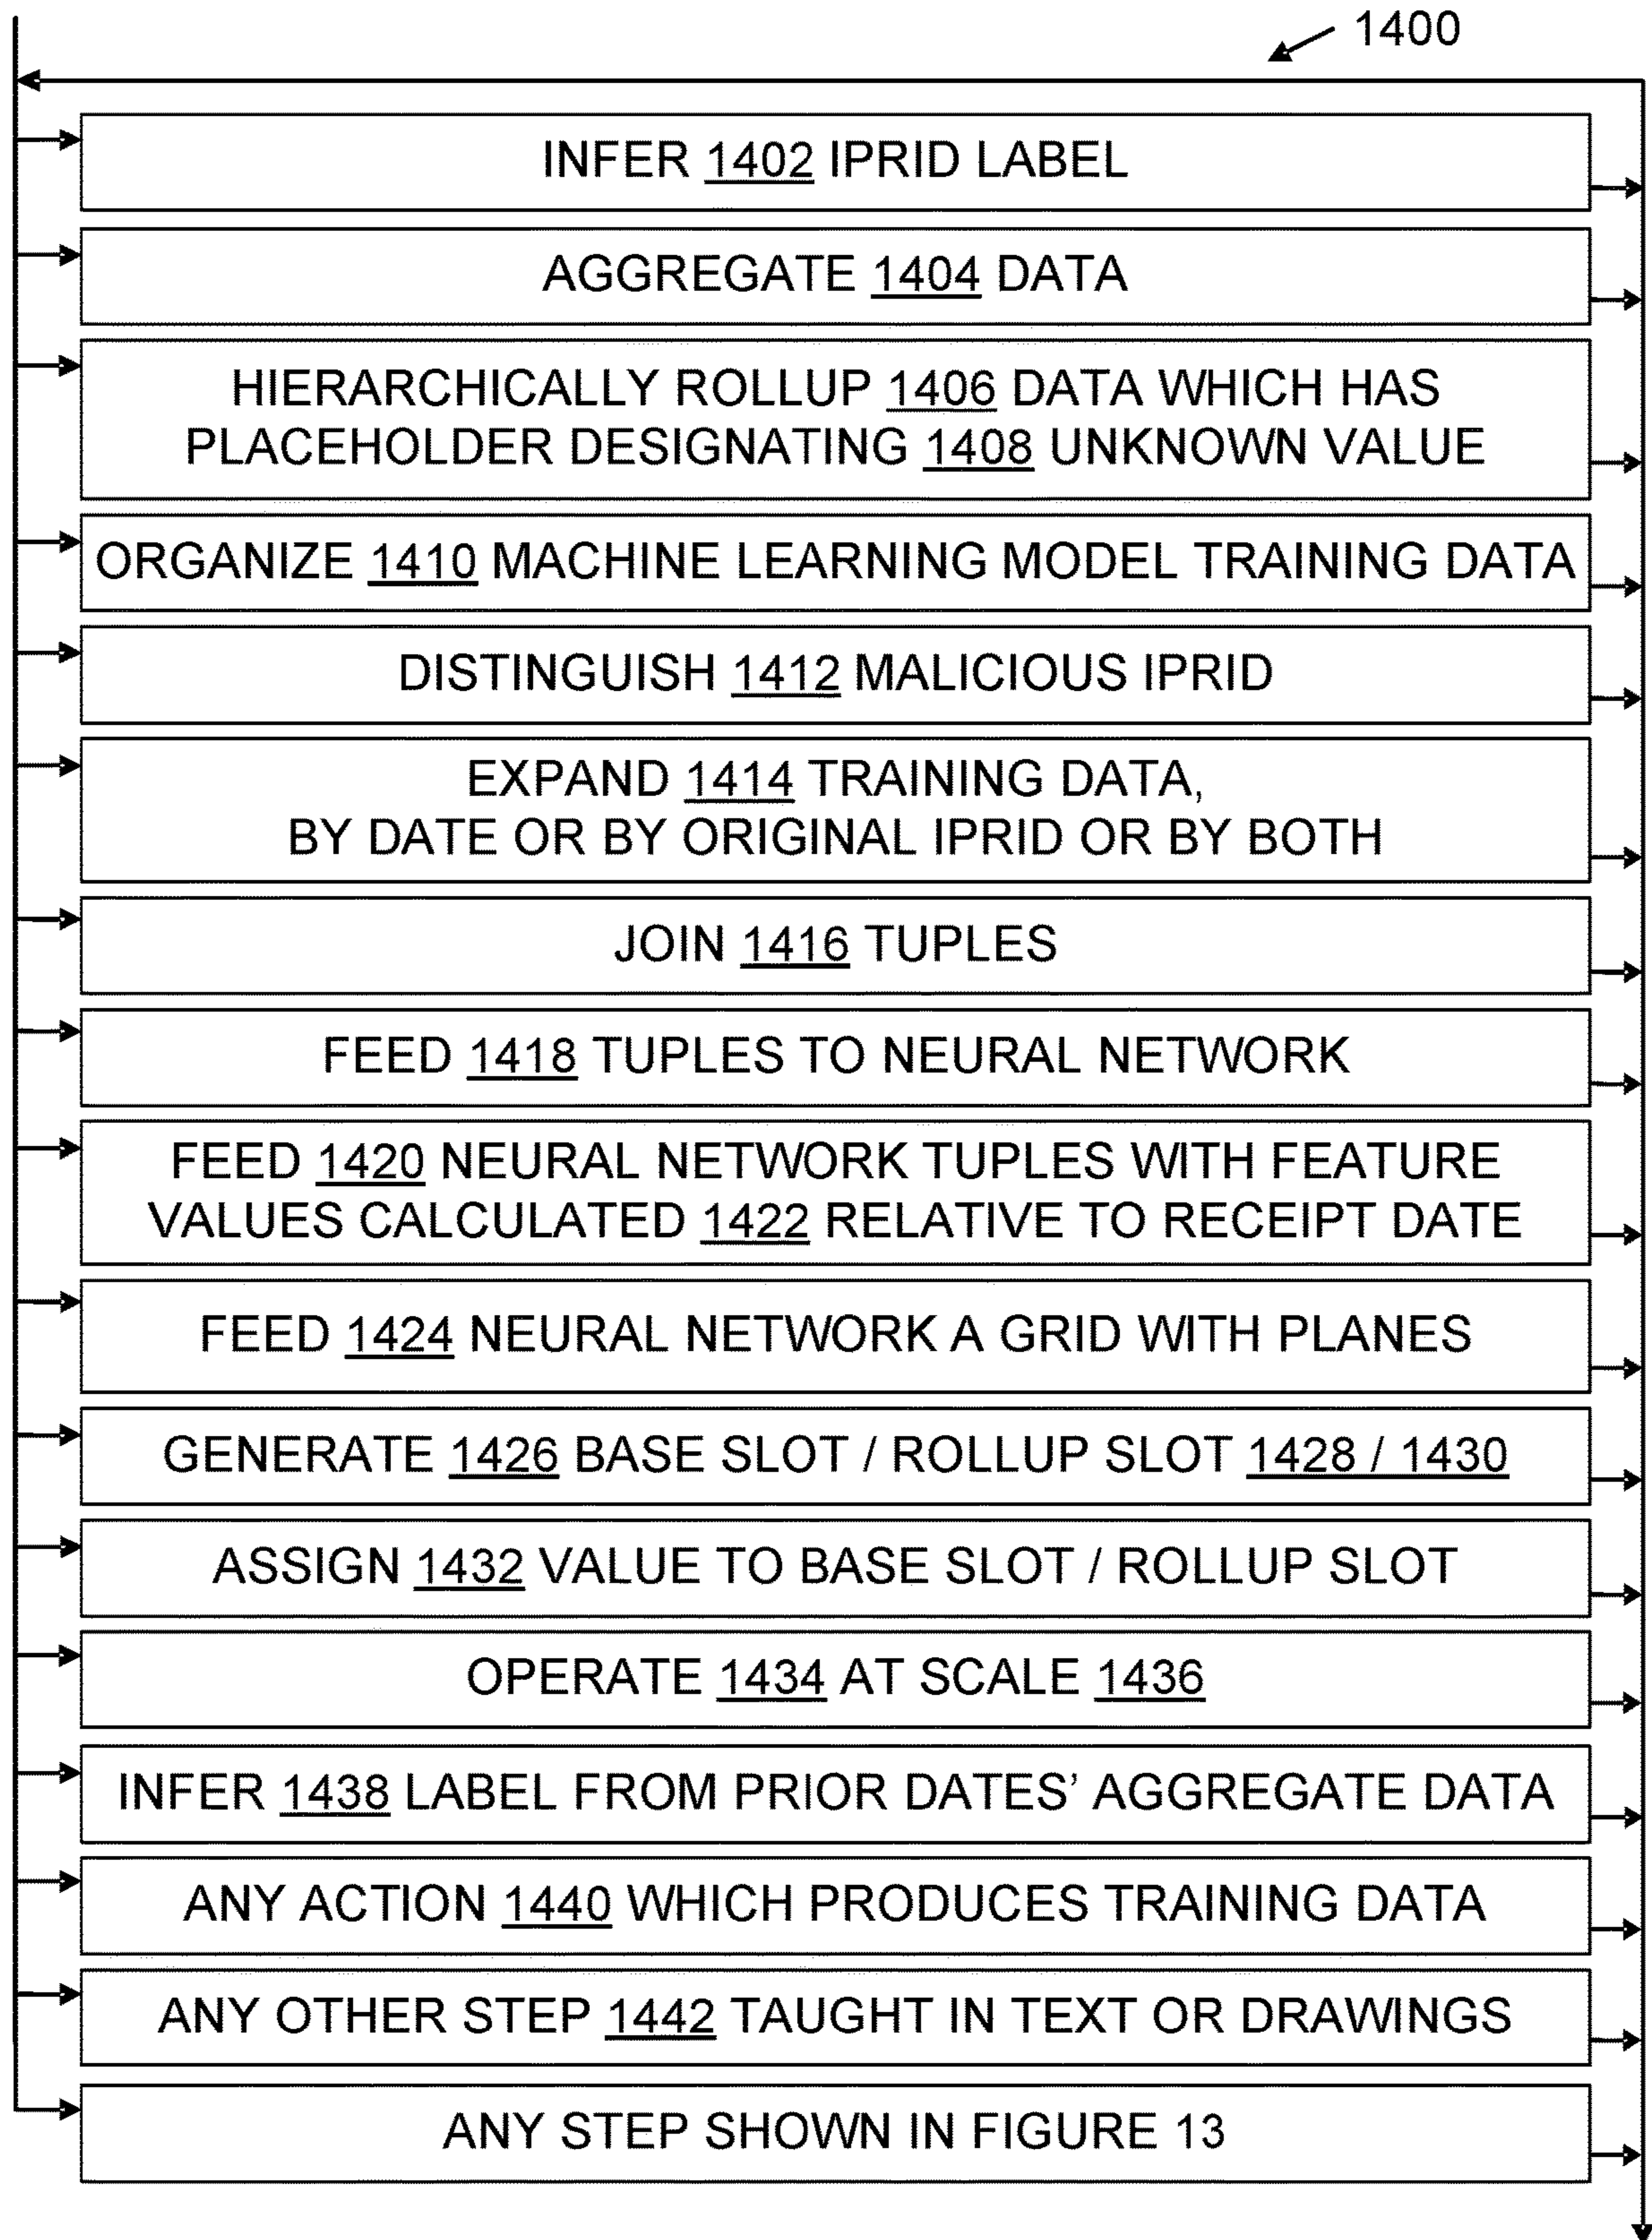 1400
INFER 1402 IPRID LABEL
AGGREGATE 1404 DATA
HIERARCHICALLY ROLLUP 1406 DATA WHICH HAS
PLACEHOLDER DESIGNATING 1408 UNKNOWN VALUE
ORGANIZE 1410 MACHINE LEARNING MODEL TRAINING DATA
DISTINGUISH 1412 MALICIOUS IPRID
EXPAND 1414 TRAINING DATA,
BY DATE OR BY ORIGINAL IPRID OR BY BOTH
JOIN 1416 TUPLES
FEED 1418 TUPLES TO NEURAL NETWORK
FEED 1420 NEURAL NETWORK TUPLES WITH FEATURE
VALUES CALCULATED 1422 RELATIVE TO RECEIPT DATE
FEED 1424 NEURAL NETWORK A GRID WITH PLANES
GENERATE 1426 BASE SLOT / ROLLUP SLOT 1428 / 1430
ASSIGN 1432 VALUE TO BASE SLOT / ROLLUP SLOT
OPERATE 1434 AT SCALE 1436
INFER 1438 LABEL FROM PRIOR DATES’ AGGREGATE DATA
ANY ACTION 1440 WHICH PRODUCES TRAINING DATA
ANY OTHER STEP 1442 TAUGHT IN TEXT OR DRAWINGS
ANY STEP SHOWN IN FIGURE 13